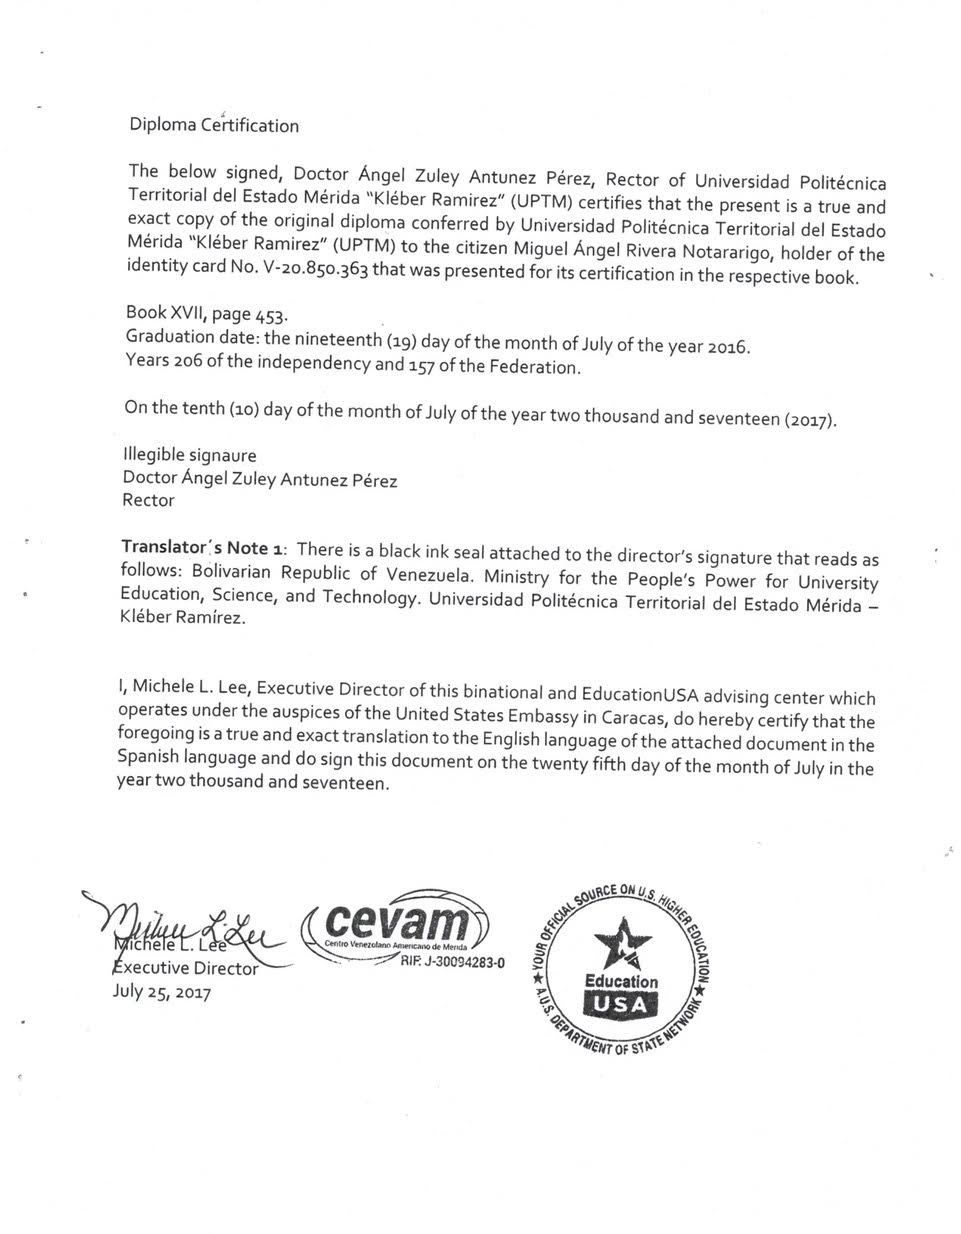 Diploma Certification
The below signed, Doctor Ángel Zuley Antunez Pérez, Rector of Universidad Politécnica
Territorial del Estado Mérida "Kléber Ramirez" (UPTM) certifies that the present is a true and
exact copy of the original diploma conferred by Universidad Politécnica Territorial del Estado
Mérida "Kléber Ramirez" (UPTM) to the citizen Miguel Ángel Rivera Notararigo, holder of the
identity card No. V-20.850.363 that was presented for its certification in the respective book.
Book XVII, page 453.
Graduation date: the nineteenth (19) day of the month of July of the year 2016.
Years 206 of the independency and 157 of the Federation.
On the tenth (10) day of the month of July of the year two thousand and seventeen (2017).
Illegible signaure
Doctor Ángel Zuley Antunez Pérez
Rector
Translator´s Note 1: There is a black ink seal attached to the director's signature that reads as
follows: Bolivarian Republic of Venezuela. Ministry for the People's Power for University
Education, Science, and Technology. Universidad Politécnica Territorial del Estado Mérida –
Kléber Ramírez.
I, Michele L. Lee, Executive Director of this binational and EducationUSA advising center which
operates under the auspices of the United States Embassy in Caracas, do hereby certify that the
foregoing is a true and exact translation to the English language of the attached document in the
Spanish language and do sign this document on the twenty fifth day of the month of July in the
year two thousand and seventeen.
Michele L. Lee
Michele L. Lee
Executive Director
July 25, 2017
cevam
Centro Venezolano Americano de Merida
RIF: J-30094283-0
YOUR OFFICIAL SOURCE ON U.S. HIGHER EDUCATION
Education
USA
A U.S. DEPARTMENT OF STATE NETWORK